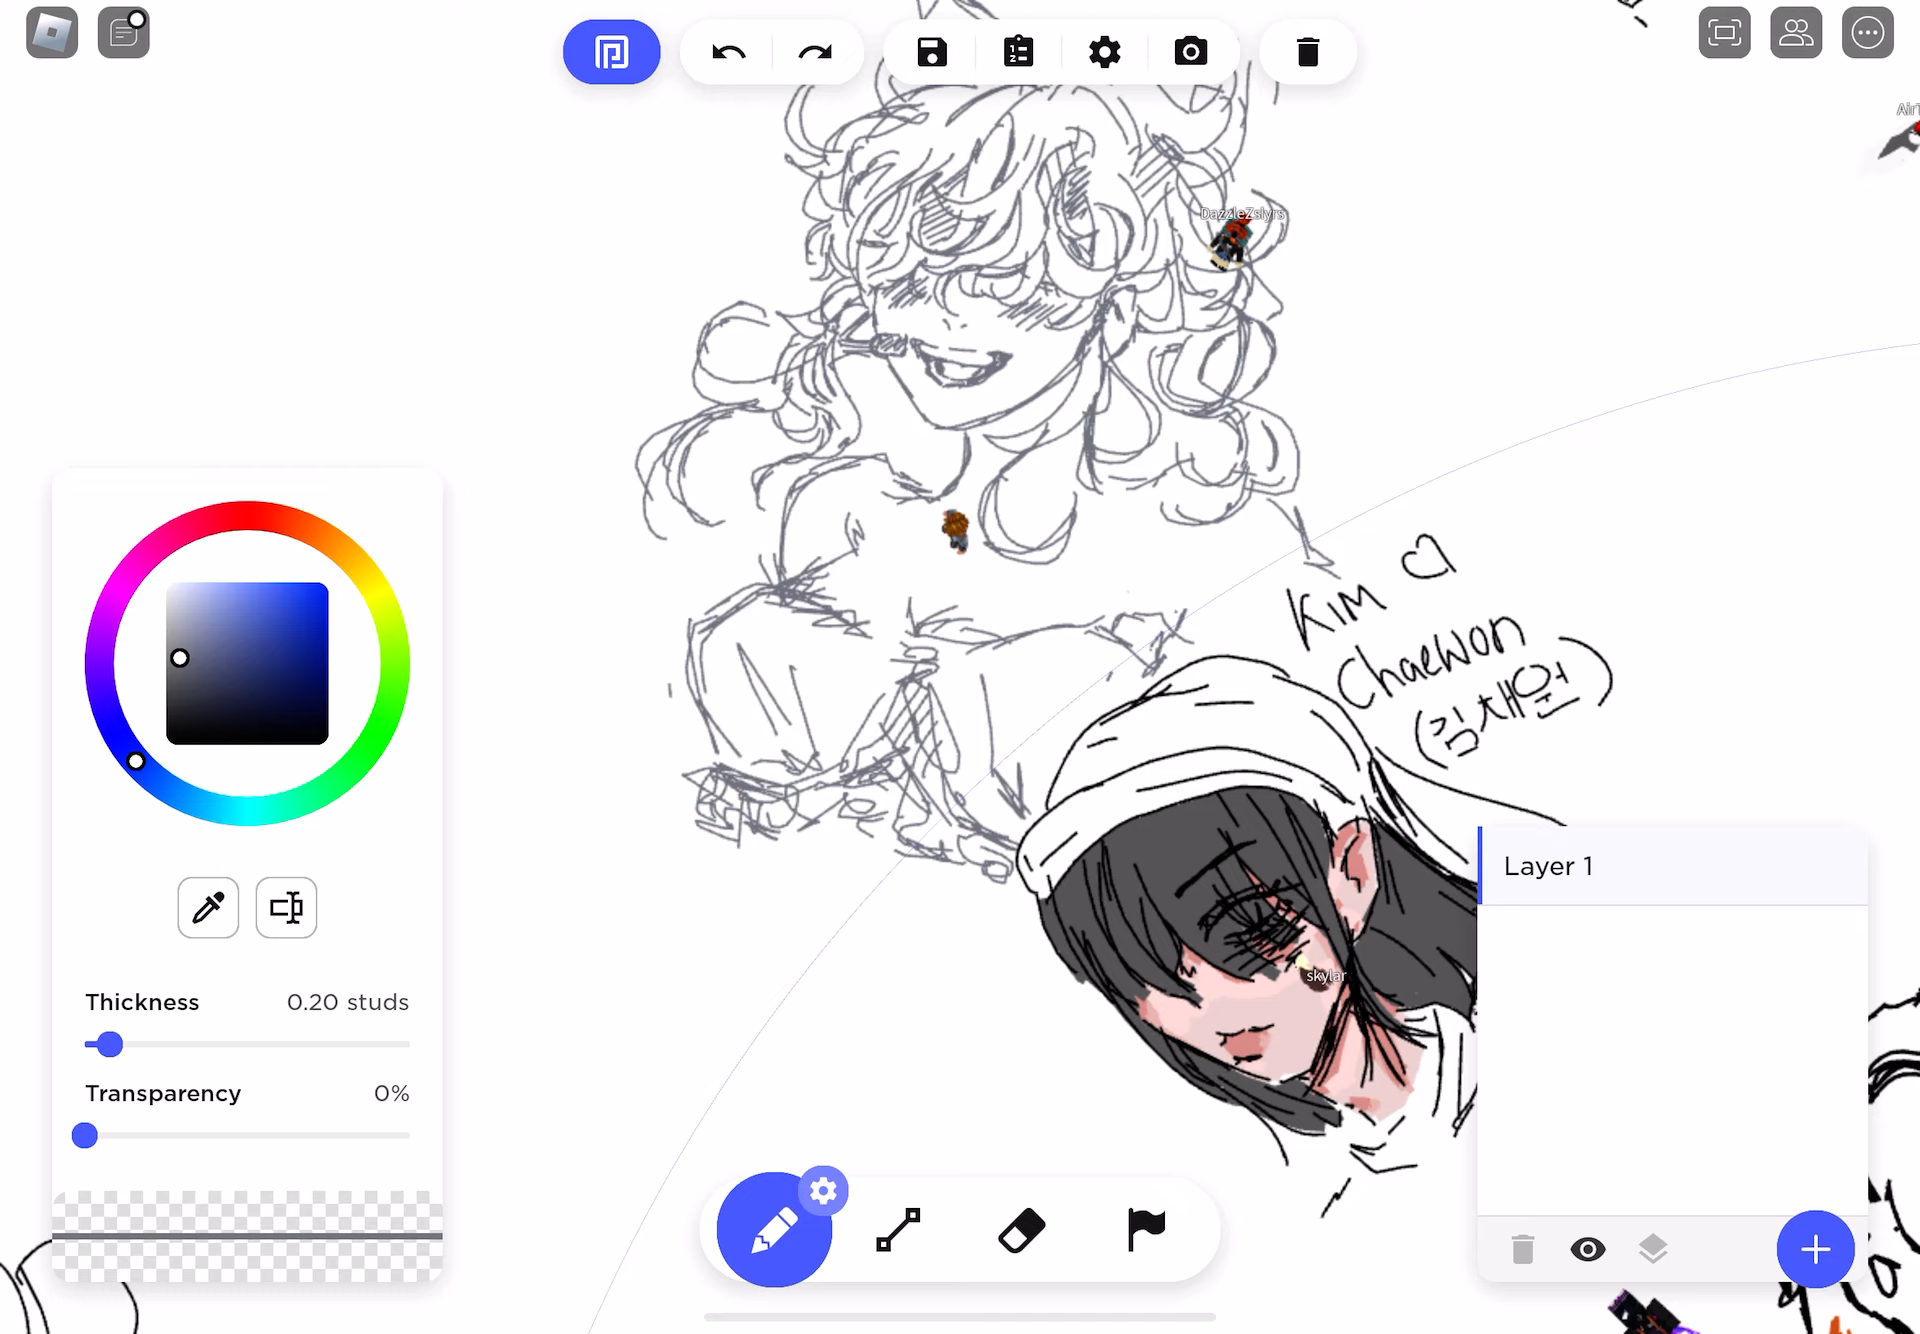 DazzleZslyrs
Kim
Chaewon
(김채원)
skylar
Layer 1
Thickness 0.20 studs
Transparency 0%